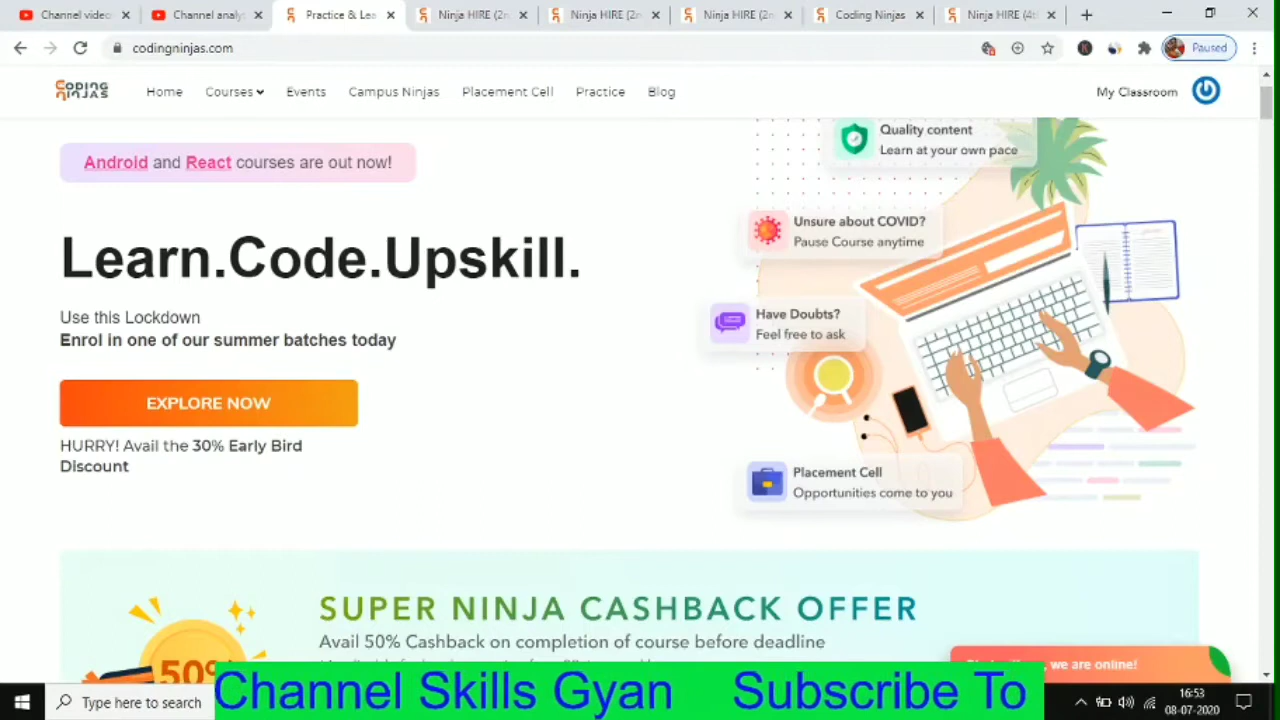 Channel video
Channel analy
Practice & Lea
Ninja HIRE (2n
Ninja HIRE [2n
Ninja HIRE (2n
Coding Ninjas
Ninja HIRE (4t
codingninjas.com
Paused
CODING
NINJAS
Home
Courses
Events
Campus Ninjas
Placement Cell
Practice
Blog
My Classroom
Android and React courses are out now!
Learn.Code.Upskill.
Use this Lockdown
Enrol in one of our summer batches today
EXPLORE NOW
HURRY! Avail the 30% Early Bird
Discount
Quality content
Learn at your own pace
Unsure about COVID?
Pause Course anytime
Have Doubts?
Feel free to ask
Placement Cell
Opportunities come to you
SUPER NINJA CASHBACK OFFER
Avail 50% Cashback on completion of course before deadline
50%
we are online!
Type here to search
Channel Skills Gyan Subscribe To
16:53
08-07-2020